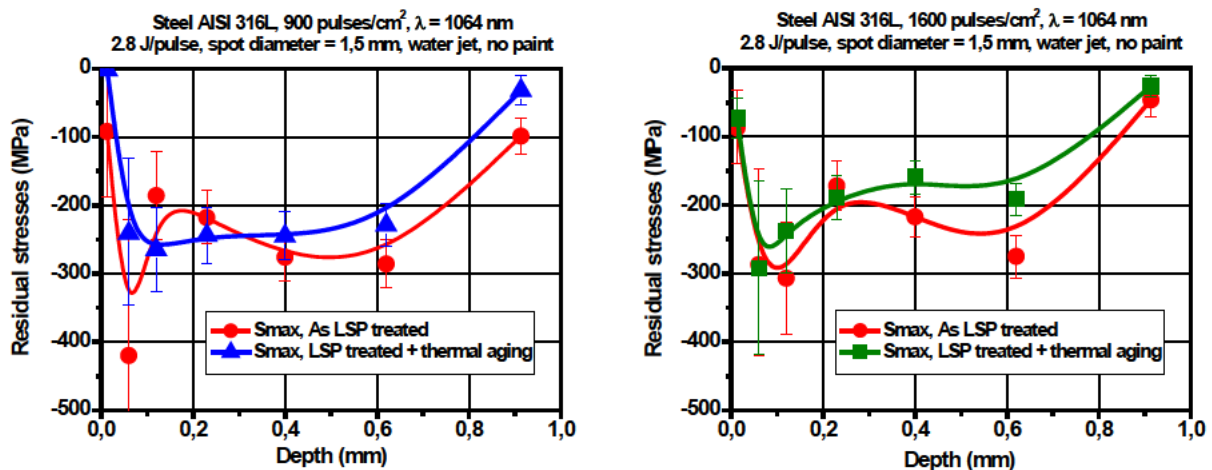 Steel AISI 316L, 900 pulses/cm², λ = 1064 nm
2.8 J/pulse, spot diameter = 1,5 mm, water jet, no paint
Residual stresses (MPa)
0
-100
-200
-300
-400
-500
Smax, As LSP treated
Smax, LSP treated + thermal aging
0,0 0,2 0,4 0,6 0,8 1,0
Depth (mm)
Steel AISI 316L, 1600 pulses/cm², λ = 1064 nm
2.8 J/pulse, spot diameter = 1,5 mm, water jet, no paint
Residual stresses (MPa)
0
-100
-200
-300
-400
-500
Smax, As LSP treated
Smax, LSP treated + thermal aging
0,0 0,2 0,4 0,6 0,8 1,0
Depth (mm)